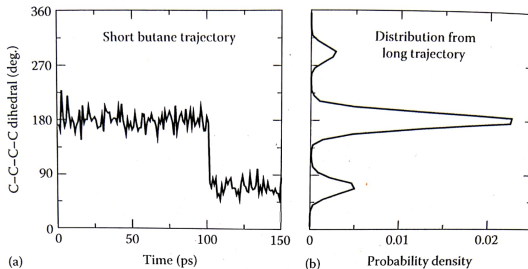 360
270
180
90
0
C–C–C–C dihedral (deg.)
Short butane trajectory
0
50
100
150
Time (ps)
(a)
Distribution from
long trajectory
0
0.01
0.02
Probability density
(b)